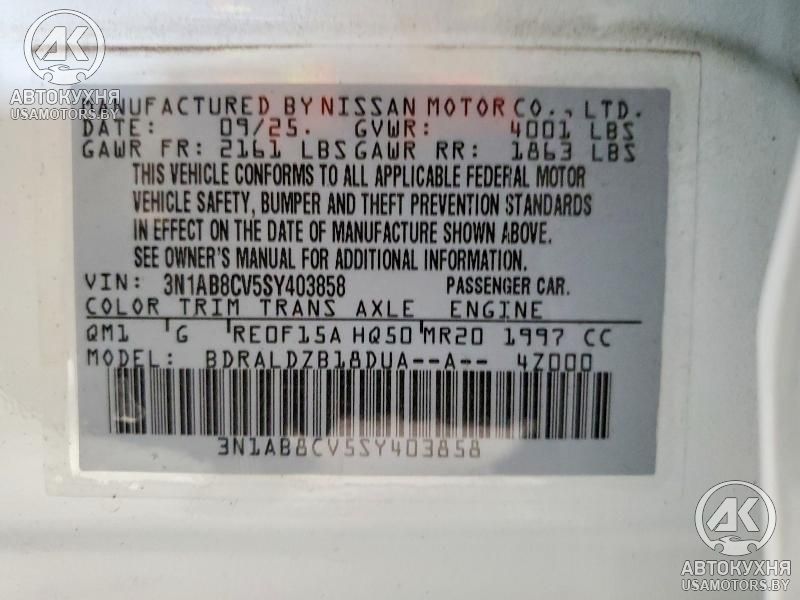 AK
АВТОКУХНЯ
USAMOTORS.BY
MANUFACTURED BY NISSAN MOTOR CO., LTD.
DATE: 09/25. GVWR: 4001 LBS
GAWR FR: 2161 LBS GAWR RR: 1863 LBS
THIS VEHICLE CONFORMS TO ALL APPLICABLE FEDERAL MOTOR
VEHICLE SAFETY, BUMPER AND THEFT PREVENTION STANDARDS
IN EFFECT ON THE DATE OF MANUFACTURE SHOWN ABOVE.
SEE OWNER'S MANUAL FOR ADDITIONAL INFORMATION.
VIN: 3N1AB8CV5SY403858 PASSENGER CAR.
COLOR TRIM TRANS AXLE ENGINE
QM1 G RE0F15A HQ50 MR20 1997 CC
MODEL: BDRALDZB18DUA--A-- 4Z000
3N1AB8CV5SY403858
AK
АВТОКУХНЯ
USAMOTORS.BY